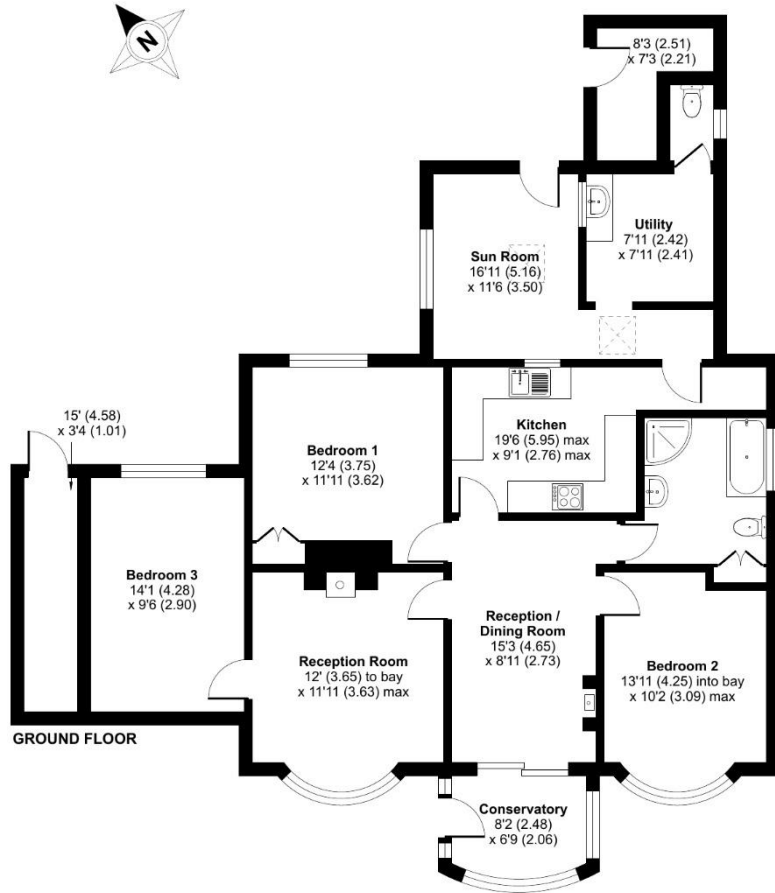 N
8'3 (2.51)
x 7'3 (2.21)
Utility
7'11 (2.42)
x 7'11 (2.41)
Sun Room
16'11 (5.16)
x 11'6 (3.50)
15' (4.58)
x 3'4 (1.01)
Bedroom 1
12'4 (3.75)
x 11'11 (3.62)
Kitchen
19'6 (5.95) max
x 9'1 (2.76) max
Bedroom 3
14'1 (4.28)
x 9'6 (2.90)
Reception Room
12' (3.65) to bay
x 11'11 (3.63) max
Reception /
Dining Room
15'3 (4.65)
x 8'11 (2.73)
Bedroom 2
13'11 (4.25) into bay
x 10'2 (3.09) max
GROUND FLOOR
Conservatory
8'2 (2.48)
x 6'9 (2.06)